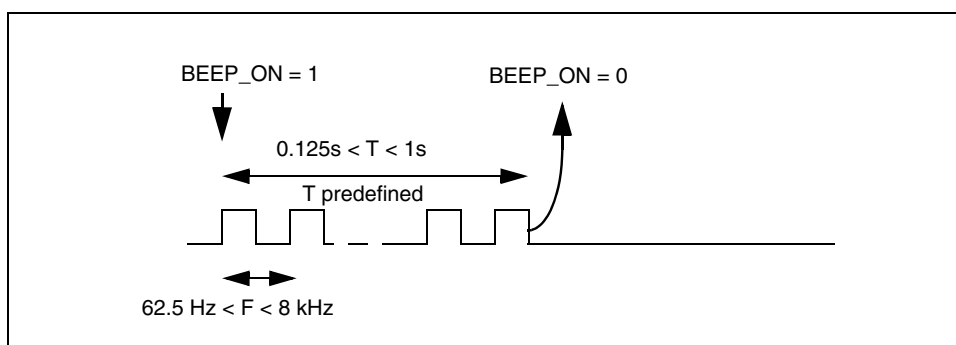 BEEP_ON = 1
BEEP_ON = 0
0.125s < T < 1s
T predefined
62.5 Hz < F < 8 kHz